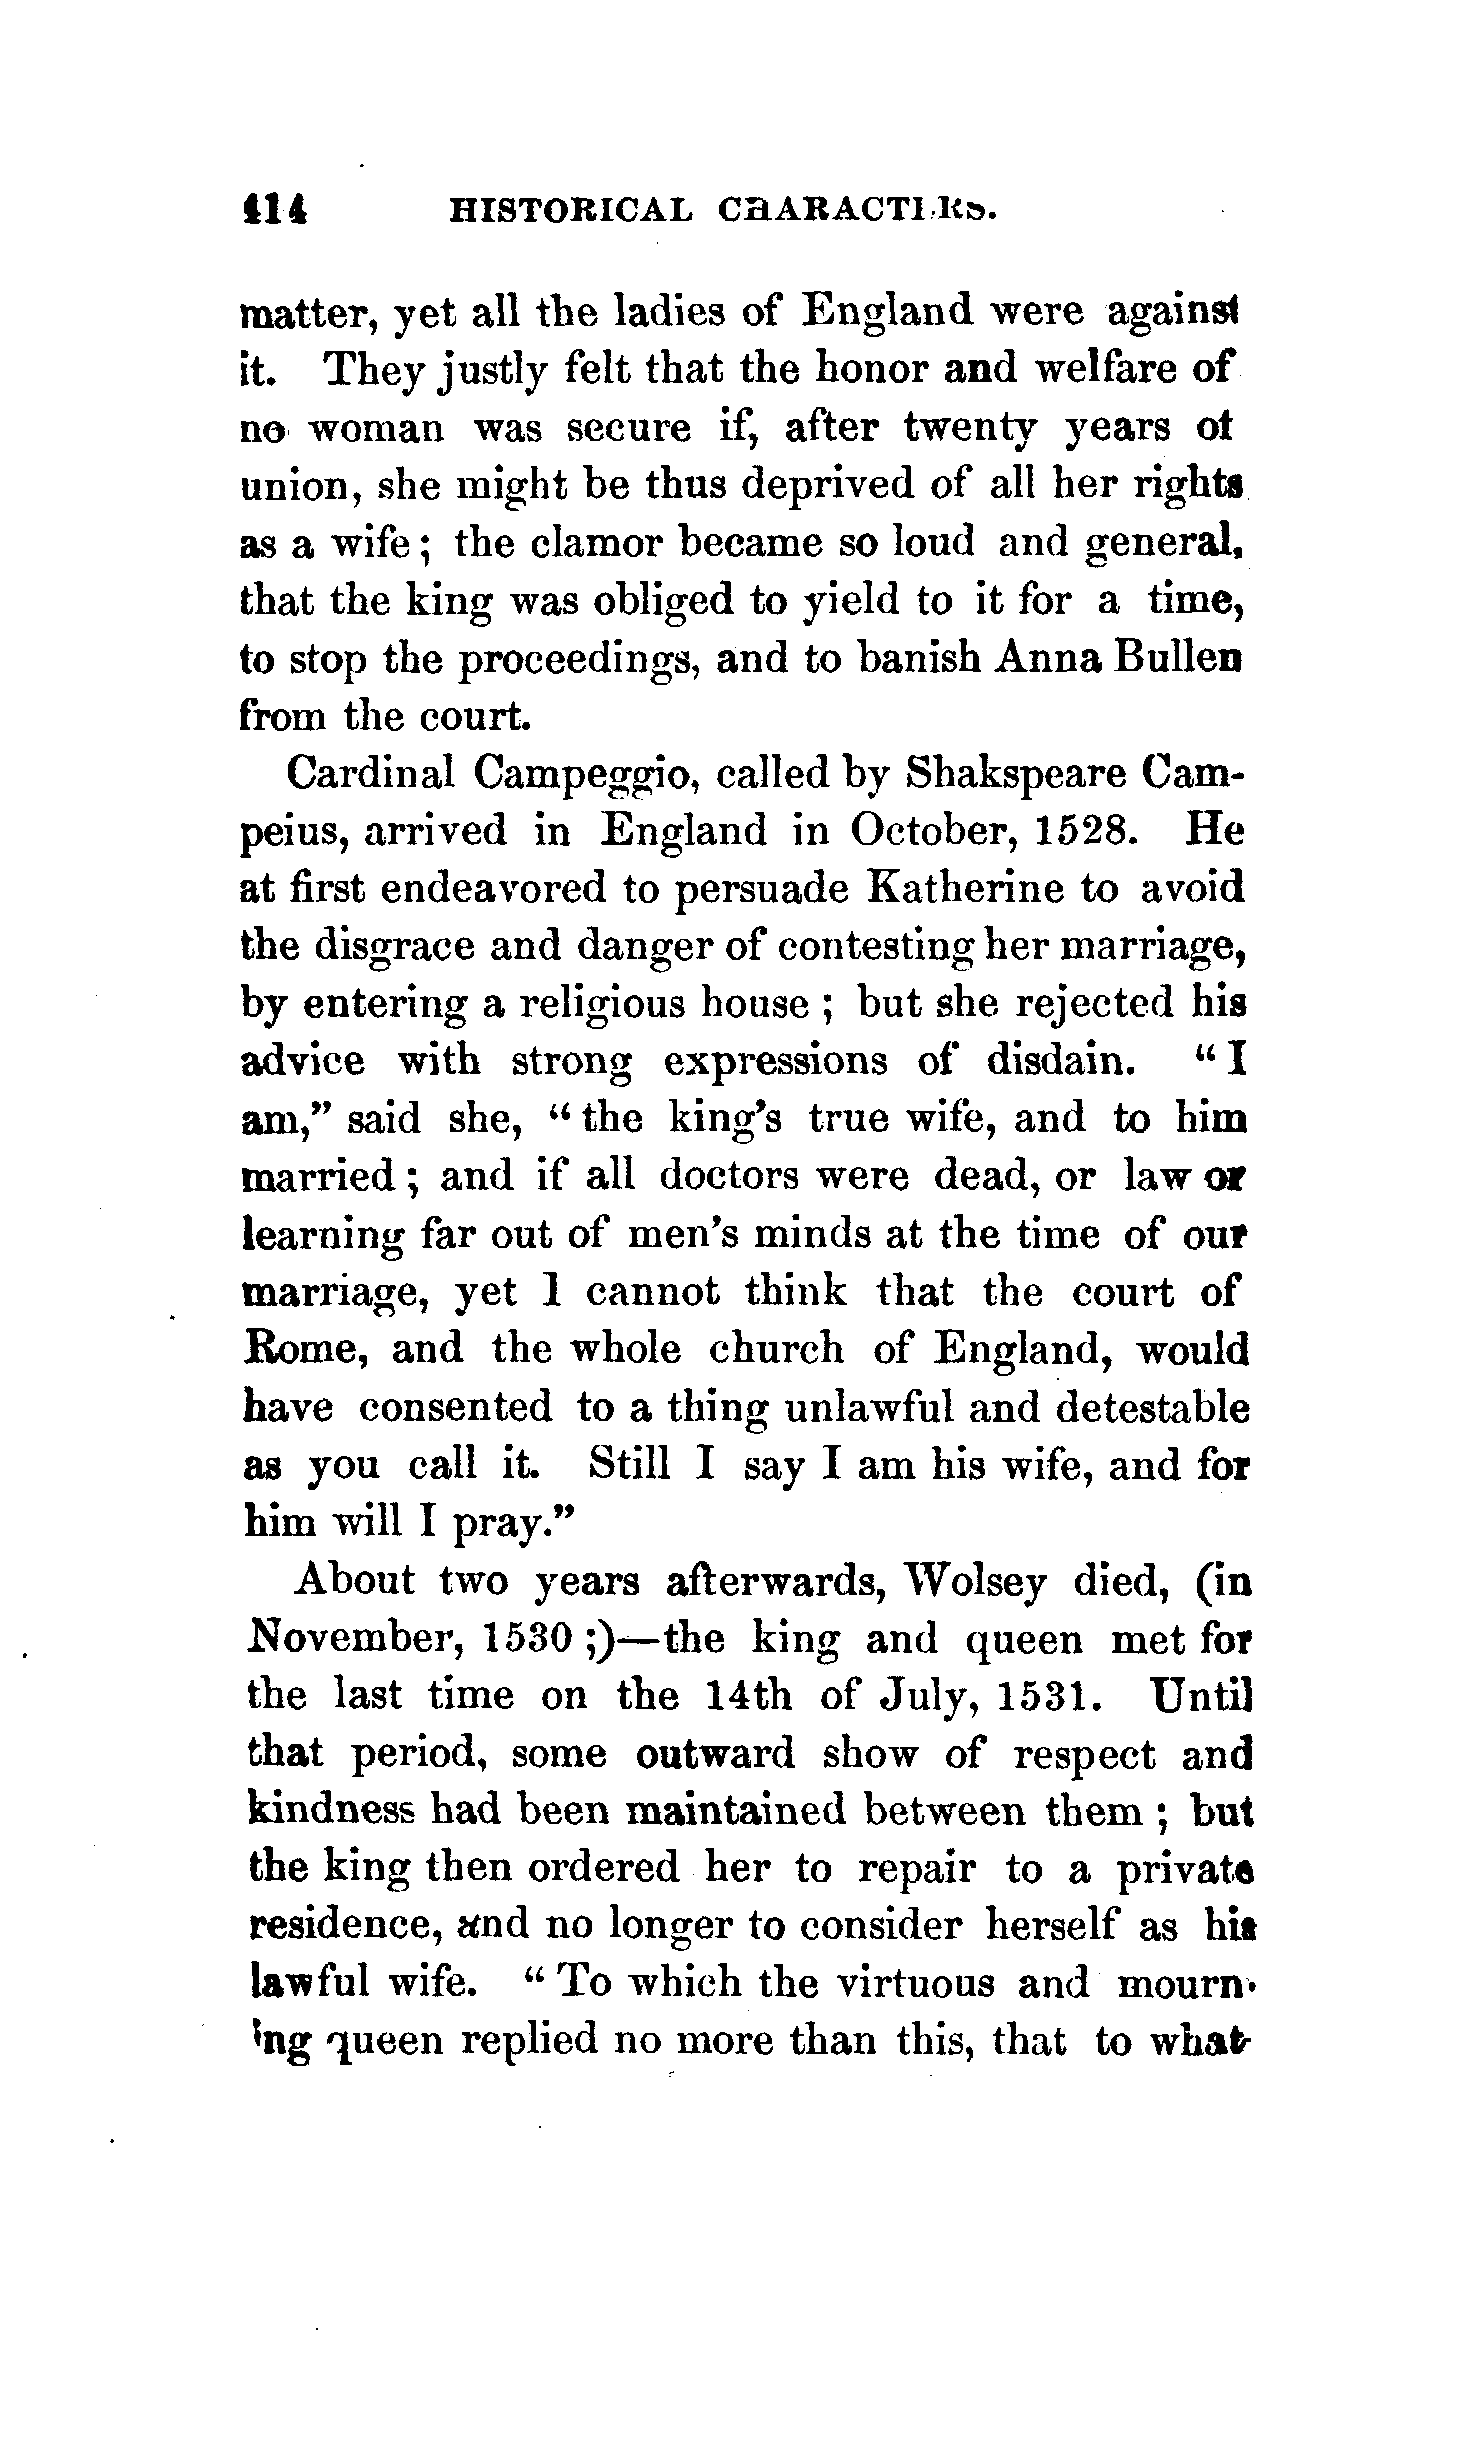 414 HISTORICAL CHARACTERS.
matter, yet all the ladies of England were against
it. They justly felt that the honor and welfare of
no woman was secure if, after twenty years of
union, she might be thus deprived of all her rights
as a wife; the clamor became so loud and general,
that the king was obliged to yield to it for a time,
to stop the proceedings, and to banish Anna Bullen
from the court.
Cardinal Campeggio, called by Shakspeare Cam-
peius, arrived in England in October, 1528. He
at first endeavored to persuade Katherine to avoid
the disgrace and danger of contesting her marriage,
by entering a religious house; but she rejected his
advice with strong expressions of disdain. "I
am," said she, "the king's true wife, and to him
married; and if all doctors were dead, or law or
learning far out of men's minds at the time of our
marriage, yet I cannot think that the court of
Rome, and the whole church of England, would
have consented to a thing unlawful and detestable
as you call it. Still I say I am his wife, and for
him will I pray."
About two years afterwards, Wolsey died, (in
November, 1530;)—the king and queen met for
the last time on the 14th of July, 1531. Until
that period, some outward show of respect and
kindness had been maintained between them; but
the king then ordered her to repair to a private
residence, and no longer to consider herself as his
lawful wife. "To which the virtuous and mourn-
ing queen replied no more than this, that to what-